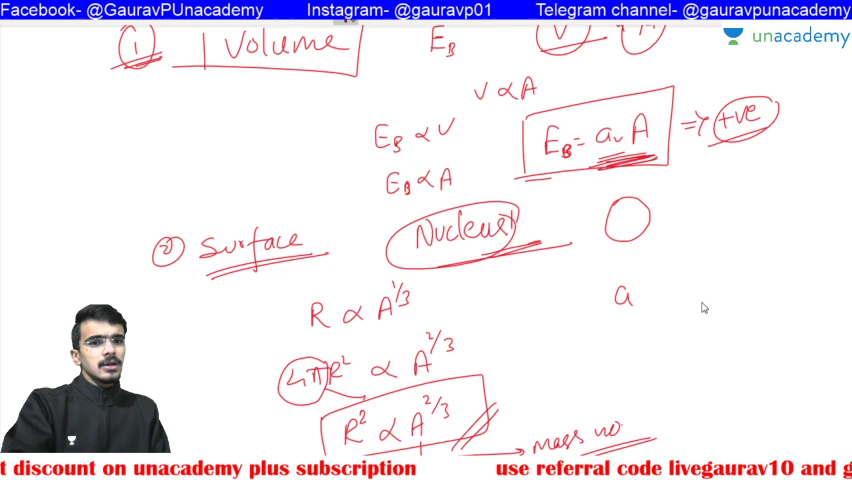 Facebook- @GauravPUnacademy Instagram- @gauravp01 Telegram channel- @gauravpunacademy
unacademy
① Volume E_B V A
V ∝ A
E_B ∝ V E_B = a_v A ⇒ +ve
E_B ∝ A
② Surface Nucleus
R ∝ A^1/3 a
4πR² ∝ A^2/3
R² ∝ A^2/3
→ mass no.
t discount on unacademy plus subscription use referral code livegaurav10 and g